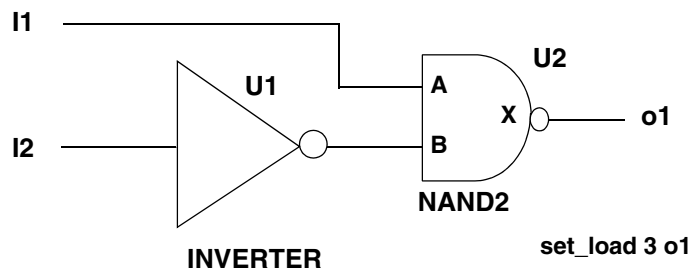 I1
U2
U1
A
X
o1
I2
B
NAND2
set_load 3 o1
INVERTER